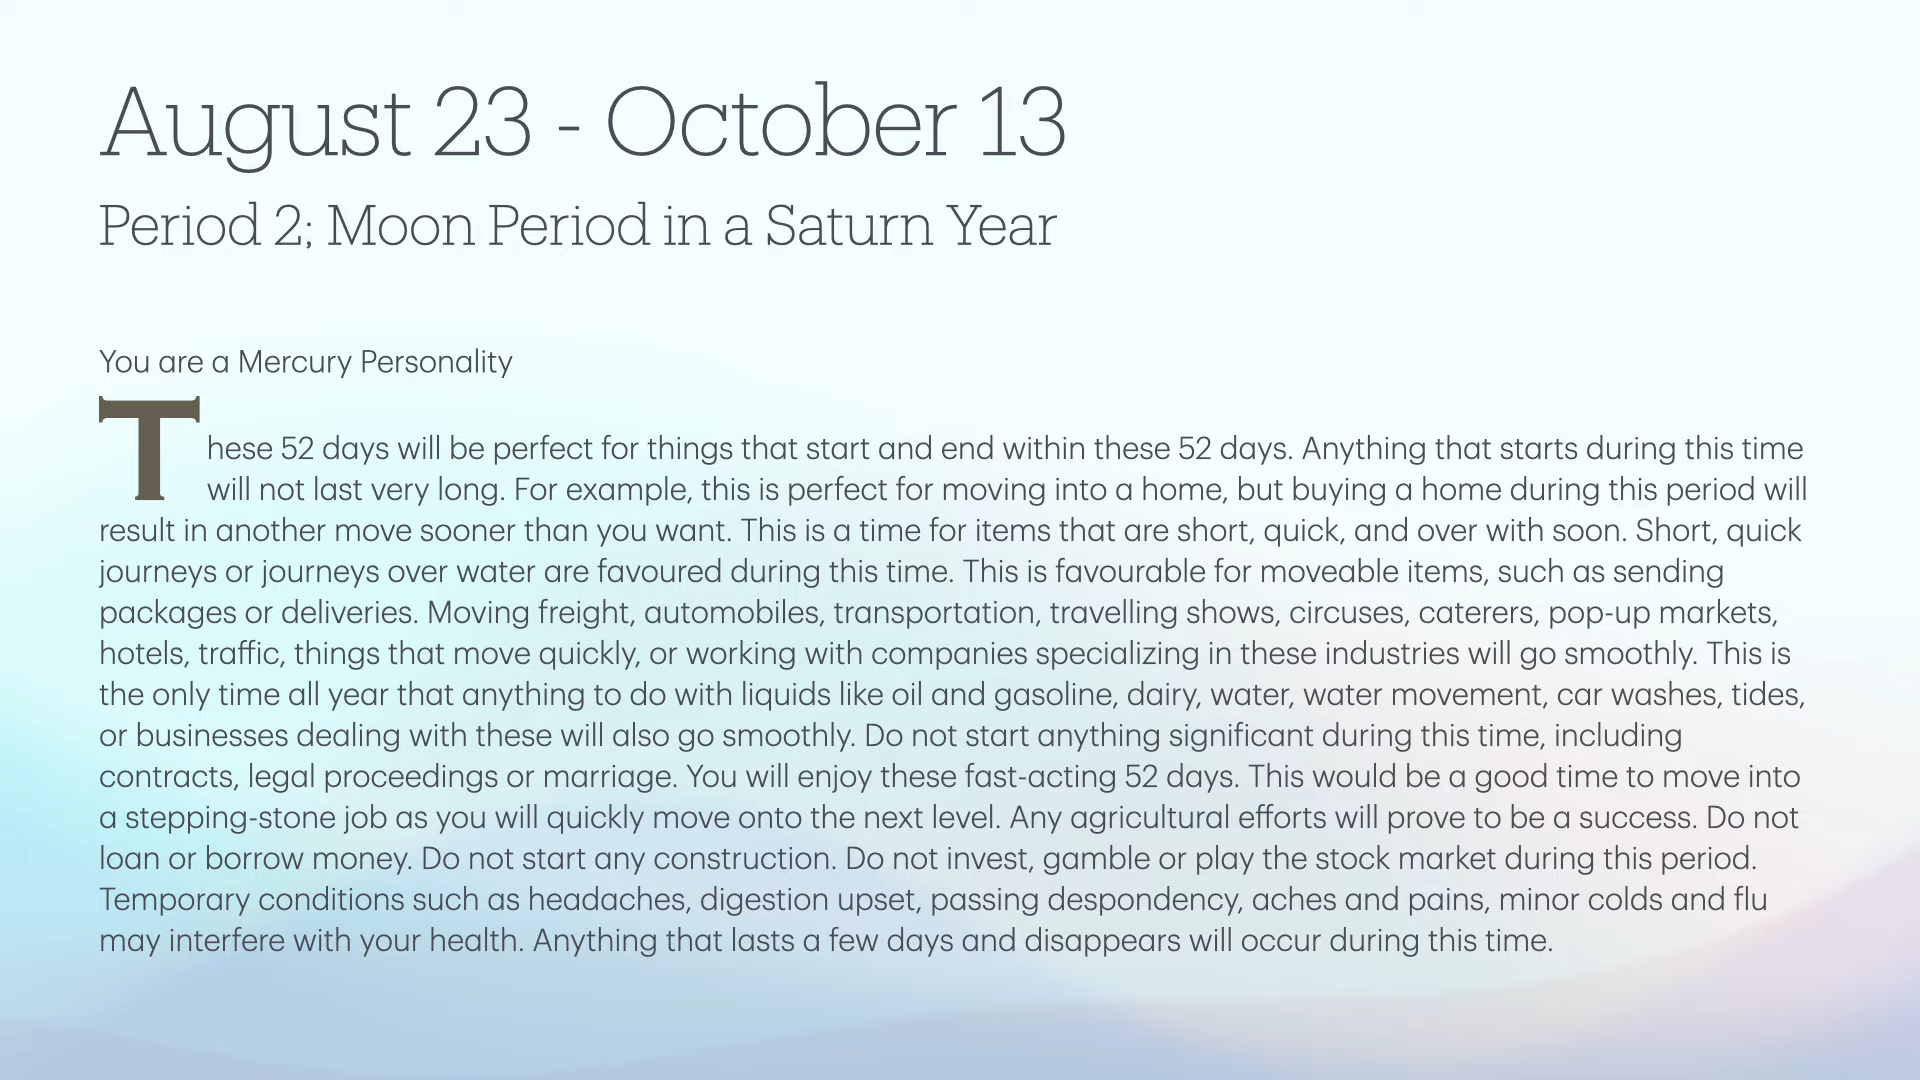 August 23 - October 13
Period 2; Moon Period in a Saturn Year
You are a Mercury Personality
These 52 days will be perfect for things that start and end within these 52 days. Anything that starts during this time
will not last very long. For example, this is perfect for moving into a home, but buying a home during this period will
result in another move sooner than you want. This is a time for items that are short, quick, and over with soon. Short, quick
journeys or journeys over water are favoured during this time. This is favourable for moveable items, such as sending
packages or deliveries. Moving freight, automobiles, transportation, travelling shows, circuses, caterers, pop-up markets,
hotels, traffic, things that move quickly, or working with companies specializing in these industries will go smoothly. This is
the only time all year that anything to do with liquids like oil and gasoline, dairy, water, water movement, car washes, tides,
or businesses dealing with these will also go smoothly. Do not start anything significant during this time, including
contracts, legal proceedings or marriage. You will enjoy these fast-acting 52 days. This would be a good time to move into
a stepping-stone job as you will quickly move onto the next level. Any agricultural efforts will prove to be a success. Do not
loan or borrow money. Do not start any construction. Do not invest, gamble or play the stock market during this period.
Temporary conditions such as headaches, digestion upset, passing despondency, aches and pains, minor colds and flu
may interfere with your health. Anything that lasts a few days and disappears will occur during this time.